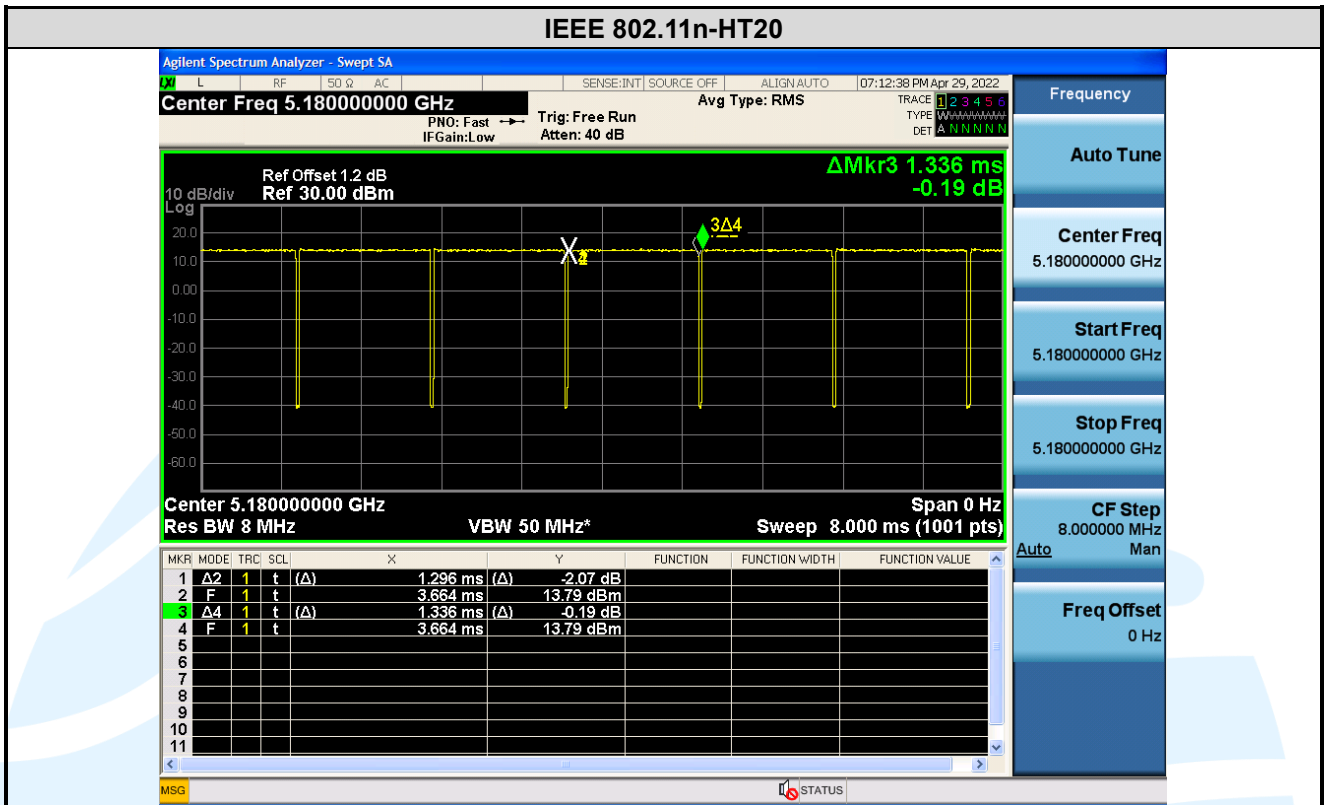 IEEE 802.11n-HT20
Agilent Spectrum Analyzer - Swept SA
LXI L RF 50 Ω AC SENSE:INT SOURCE OFF ALIGN AUTO 07:12:38 PM Apr 29, 2022
Center Freq 5.180000000 GHz
PNO: Fast
IFGain:Low
Trig: Free Run
Atten: 40 dB
Avg Type: RMS
TRACE 1 2 3 4 5 6
TYPE
DET A N N N N N
Ref Offset 1.2 dB
Ref 30.00 dBm
ΔMkr3 1.336 ms
-0.19 dB
10 dB/div
Log
20.0
10.0
0.00
-10.0
-20.0
-30.0
-40.0
-50.0
-60.0
3Δ4
Center 5.180000000 GHz Span 0 Hz
Res BW 8 MHz VBW 50 MHz* Sweep 8.000 ms (1001 pts)
MKR MODE TRC SCL X Y FUNCTION FUNCTION WIDTH FUNCTION VALUE
1 Δ2 1 t (Δ) 1.296 ms (Δ) -2.07 dB
2 F 1 t 3.664 ms 13.79 dBm
3 Δ4 1 t (Δ) 1.336 ms (Δ) -0.19 dB
4 F 1 t 3.664 ms 13.79 dBm
5
6
7
8
9
10
11
MSG STATUS
Frequency
Auto Tune
Center Freq
5.180000000 GHz
Start Freq
5.180000000 GHz
Stop Freq
5.180000000 GHz
CF Step
8.000000 MHz
Auto Man
Freq Offset
0 Hz